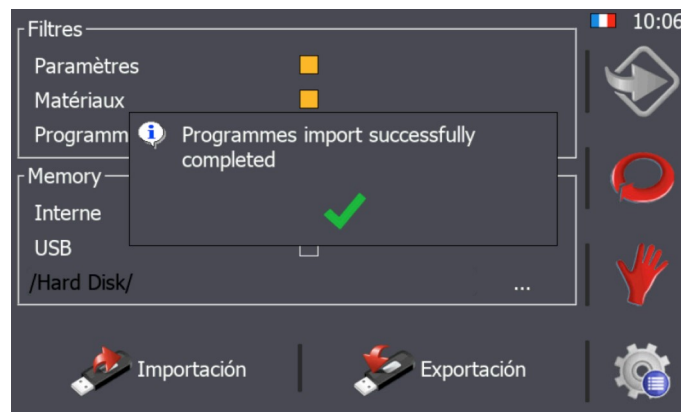 Filtres
10:06
Paramètres
Matériaux
Programm
Programmes import successfully
completed
Memory
Interne
USB
/Hard Disk/
...
Importación
Exportación